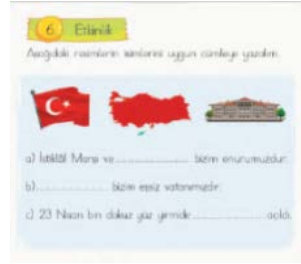 6 Etkinlik
Aşağıdaki resimlerin isimlerini uygun cümleye yazalım.
a) İstiklâl Marşı ve .................... bizim onurumuzdur.
b) .................... bizim eşsiz vatanımızdır.
c) 23 Nisan bin dokuz yüz yirmide .................... açıldı.